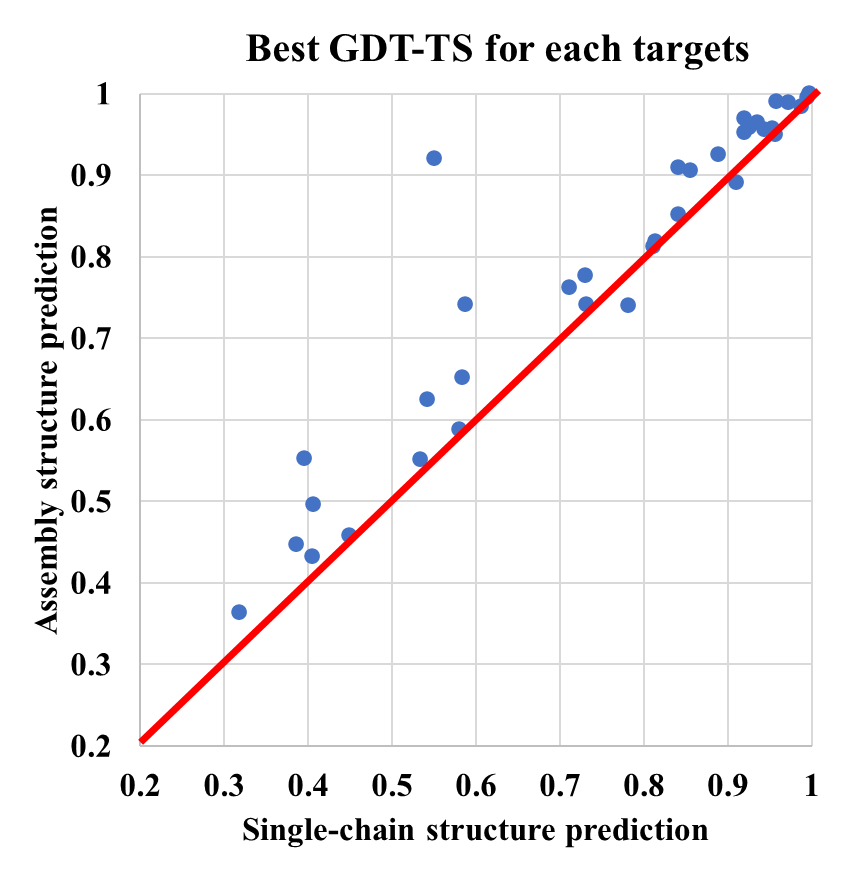 Best GDT-TS for each targets
Assembly structure prediction
1
0.9
0.8
0.7
0.6
0.5
0.4
0.3
0.2
0.2 0.3 0.4 0.5 0.6 0.7 0.8 0.9 1
Single-chain structure prediction